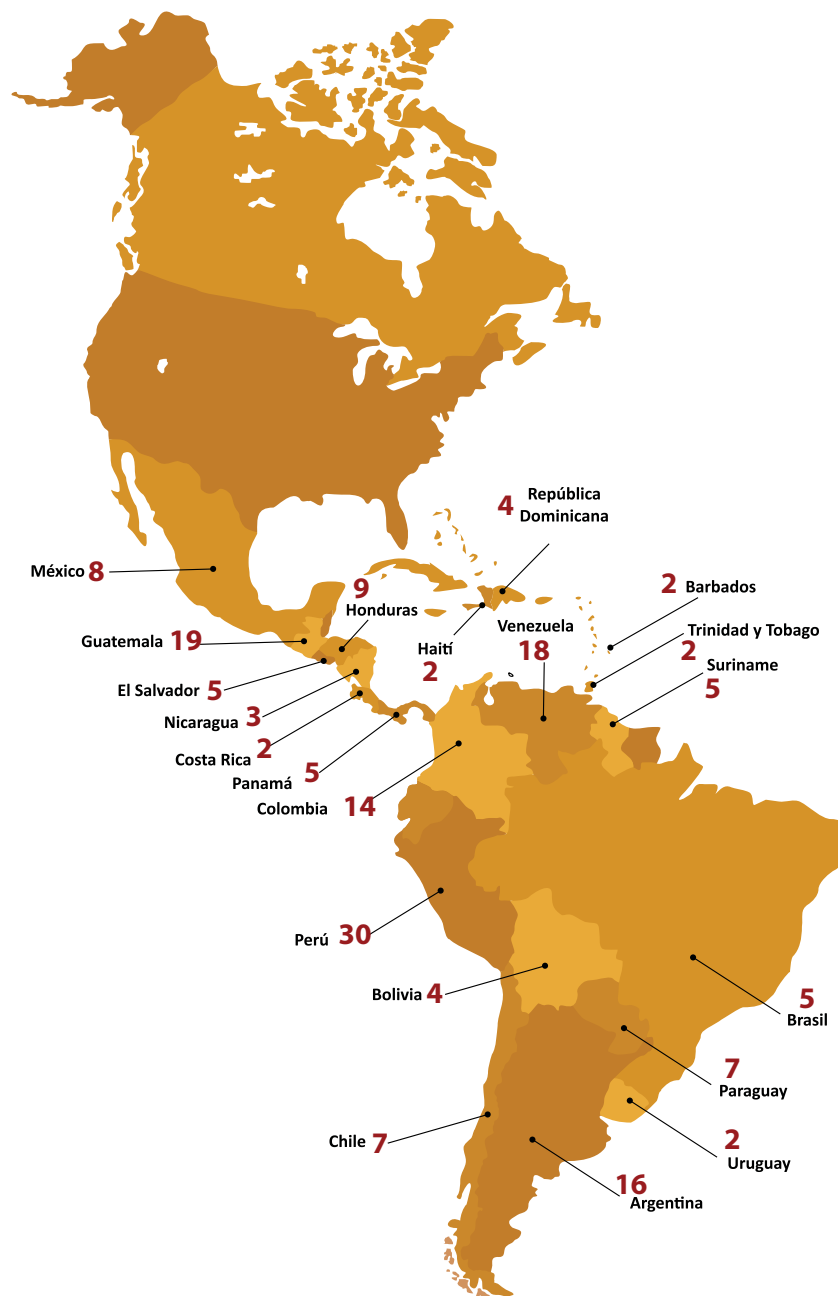 4 República
Dominicana
México 8
9
Honduras
2 Barbados
Guatemala 19
Haití
2
Venezuela
18
Trinidad y Tobago
2
Suriname
5
El Salvador 5
Nicaragua 3
Costa Rica 2
Panamá 5
Colombia 14
Perú 30
Bolivia 4
5
Brasil
7
Paraguay
Chile 7
2
Uruguay
16
Argentina